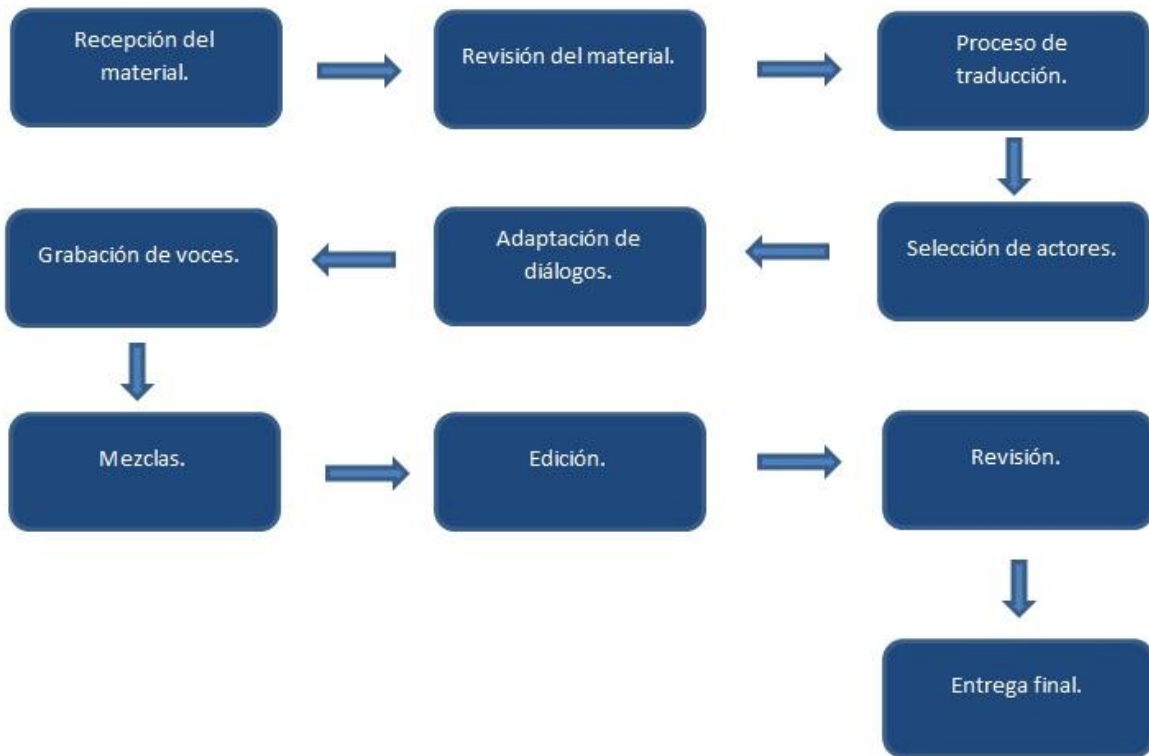 Recepción del
material.
Revisión del material.
Proceso de
traducción.
Selección de actores.
Adaptación de
diálogos.
Grabación de voces.
Mezclas.
Edición.
Revisión.
Entrega final.